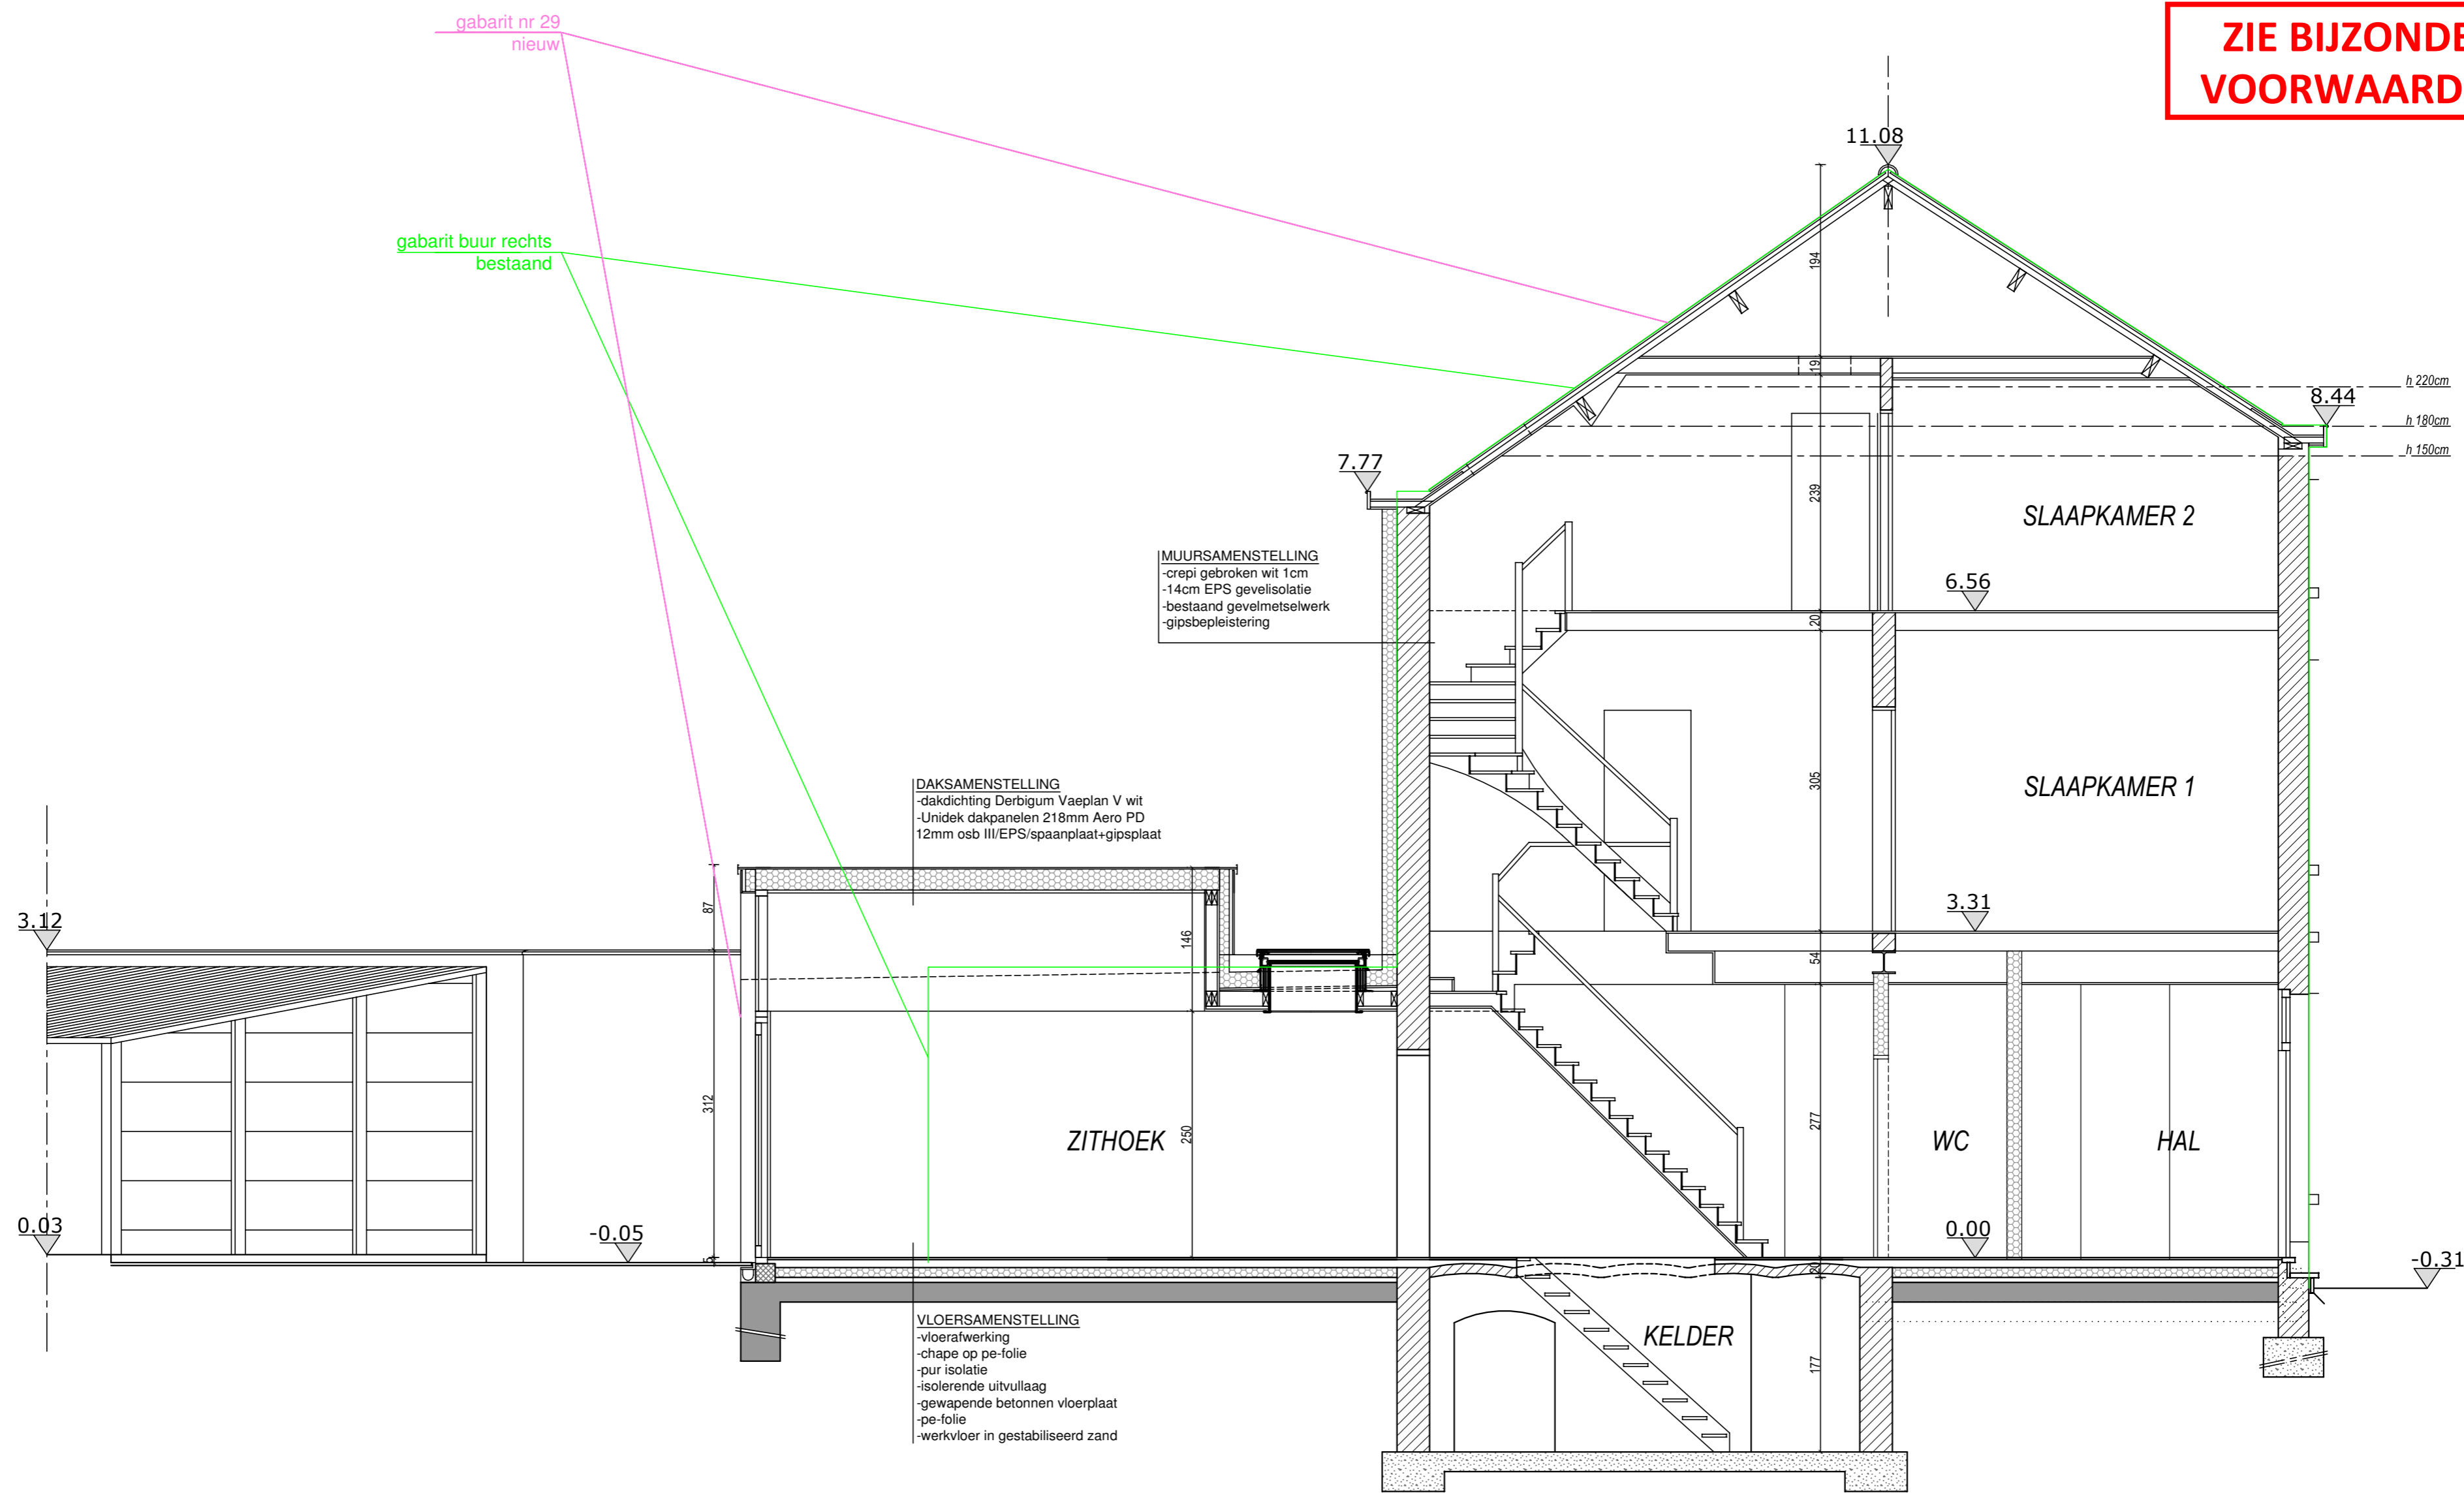 gabarit nr 29
nieuw
ZIE BIJZONDE
VOORWAARD
11.08
gabarit buur rechts
bestaand
194
19
h 220cm
8.44
h 180cm
h 150cm
7.77
239
SLAAPKAMER 2
MUURSAMENSTELLING
-crepi gebroken wit 1cm
-14cm EPS gevelisolatie
-bestaand gevelmetselwerk
-gipsbepleistering
6.56
20
305
SLAAPKAMER 1
DAKSAMENSTELLING
-dakdichting Derbigum Vaeplan V wit
-Unidek dakpanelen 218mm Aero PD
12mm osb III/EPS/spaanplaat+gipsplaat
3.12
87
146
3.31
54
312
ZITHOEK
250
277
WC
HAL
0.03
-0.05
5
0.00
20
-0.31
VLOERSAMENSTELLING
-vloerafwerking
-chape op pe-folie
-pur isolatie
-isolerende uitvullaag
-gewapende betonnen vloerplaat
-pe-folie
-werkvloer in gestabiliseerd zand
KELDER
177